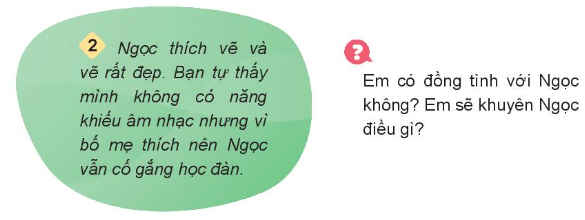 2 Ngọc thích vẽ và
vẽ rất đẹp. Bạn tự thấy
mình không có năng
khiếu âm nhạc nhưng vì
bố mẹ thích nên Ngọc
vẫn cố gắng học đàn.
?
Em có đồng tình với Ngọc
không? Em sẽ khuyên Ngọc
điều gì?